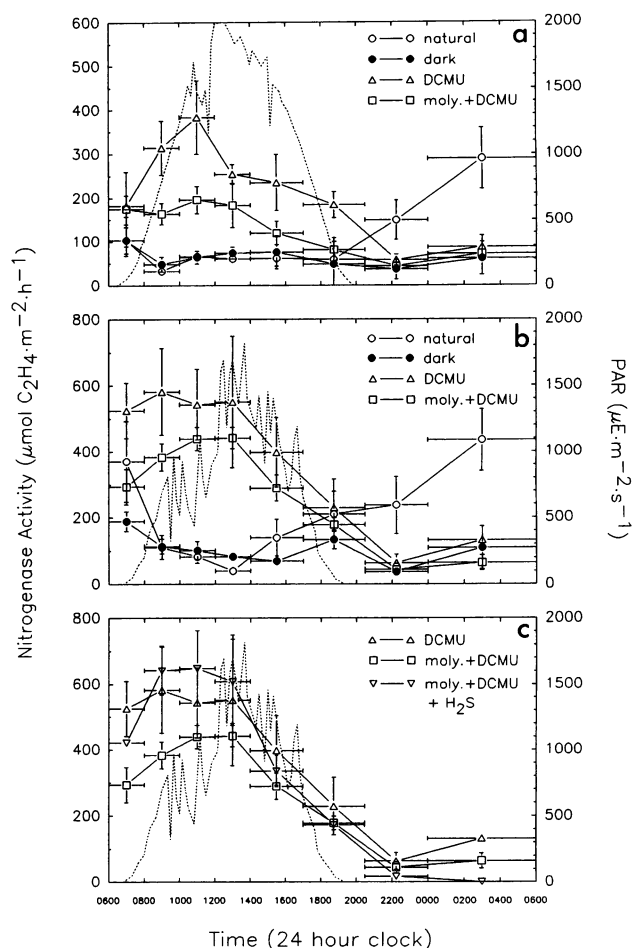 600
500
400
300
200
100
0
a
natural
dark
DCMU
moly.+DCMU
2000
1500
1000
500
0
800
600
400
200
0
b
natural
dark
DCMU
moly.+DCMU
2000
1500
1000
500
0
800
600
400
200
0
c
DCMU
moly.+DCMU
moly.+DCMU
+ H₂S
2000
1500
1000
500
0
Nitrogenase Activity (μmol C₂H₄·m⁻²·h⁻¹)
PAR (μE·m⁻²·s⁻¹)
0600 0800 1000 1200 1400 1600 1800 2000 2200 0000 0200 0400 0600
Time (24 hour clock)